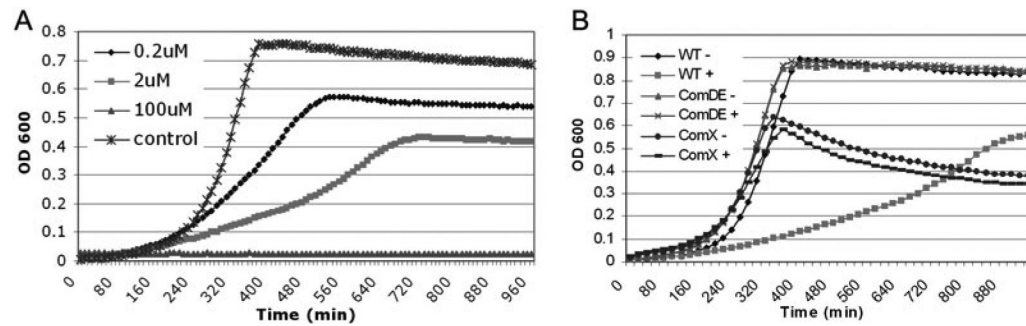 A
0.8
0.7
0.6
0.5
0.4
0.3
0.2
0.1
0
OD 600
0.2uM
2uM
100uM
control
0 80 160 240 320 400 480 560 640 720 800 880 960
Time (min)
B
1
0.9
0.8
0.7
0.6
0.5
0.4
0.3
0.2
0.1
0
OD 600
WT -
WT +
ComDE -
ComDE +
ComX -
ComX +
0 80 160 240 320 400 480 560 640 720 800 880
Time (min)